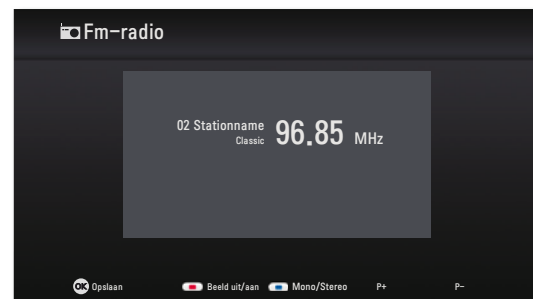 Fm-radio
02 Stationname 96.85 MHz
Classic
OK Opslaan Beeld uit/aan Mono/Stereo P+ P-